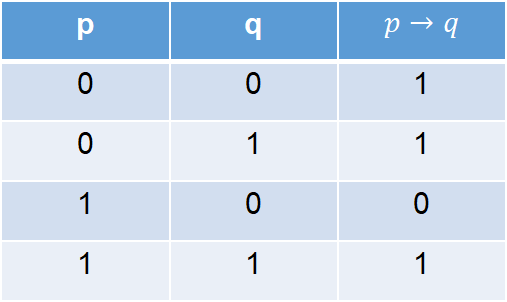 p q p → q
0 0 1
0 1 1
1 0 0
1 1 1